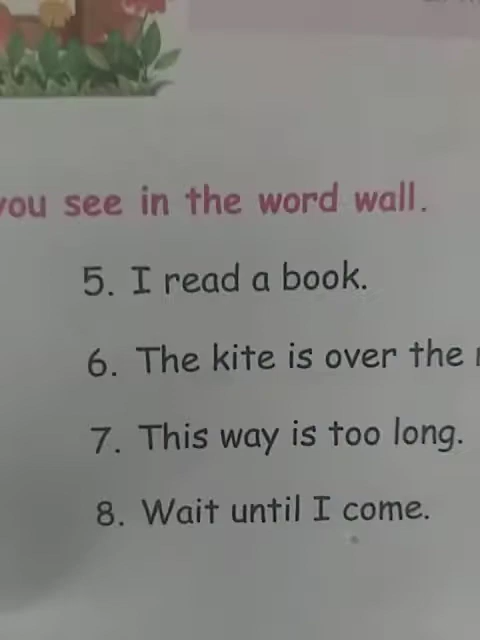 you see in the word wall.
5. I read a book.
6. The kite is over the
7. This way is too long.
8. Wait until I come.